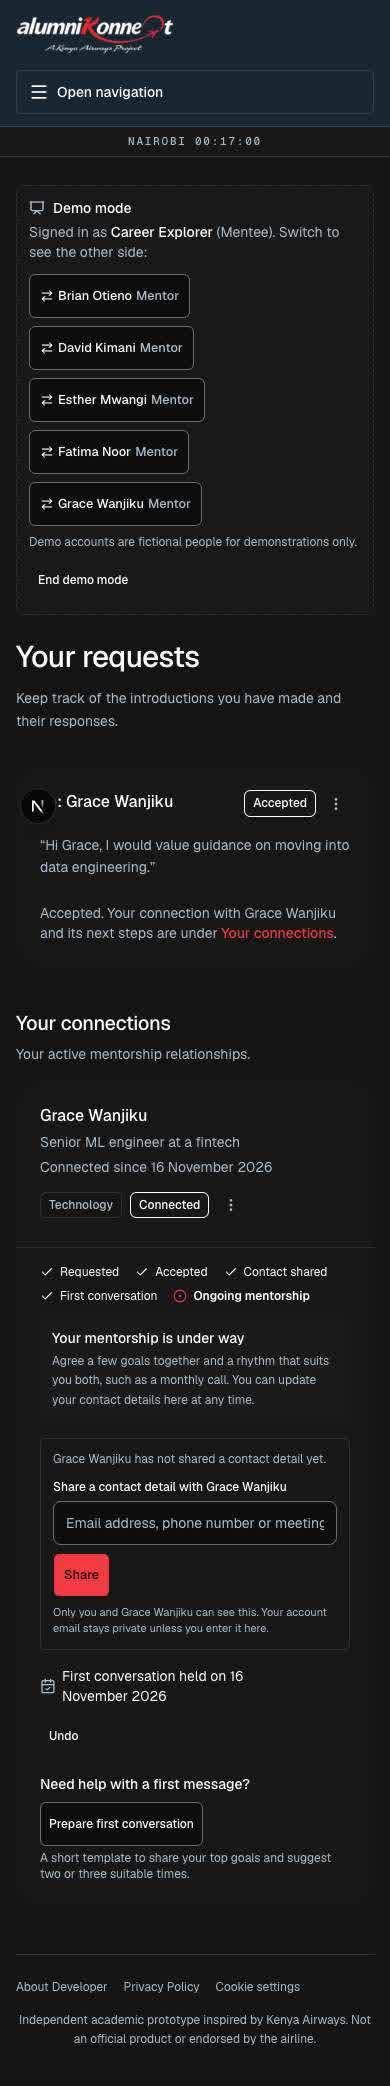 alumniKonnect
A Kenya Airways Project
Open navigation
NAIROBI 00:17:00
Demo mode
Signed in as Career Explorer (Mentee). Switch to
see the other side:
Brian Otieno Mentor
David Kimani Mentor
Esther Mwangi Mentor
Fatima Noor Mentor
Grace Wanjiku Mentor
Demo accounts are fictional people for demonstrations only.
End demo mode
Your requests
Keep track of the introductions you have made and
their responses.
N : Grace Wanjiku Accepted
“Hi Grace, I would value guidance on moving into
data engineering.”
Accepted. Your connection with Grace Wanjiku
and its next steps are under Your connections.
Your connections
Your active mentorship relationships.
Grace Wanjiku
Senior ML engineer at a fintech
Connected since 16 November 2026
Technology Connected
Requested Accepted Contact shared
First conversation Ongoing mentorship
Your mentorship is under way
Agree a few goals together and a rhythm that suits
you both, such as a monthly call. You can update
your contact details here at any time.
Grace Wanjiku has not shared a contact detail yet.
Share a contact detail with Grace Wanjiku
Email address, phone number or meeting
Share
Only you and Grace Wanjiku can see this. Your account
email stays private unless you enter it here.
First conversation held on 16
November 2026
Undo
Need help with a first message?
Prepare first conversation
A short template to share your top goals and suggest
two or three suitable times.
About Developer Privacy Policy Cookie settings
Independent academic prototype inspired by Kenya Airways. Not
an official product or endorsed by the airline.